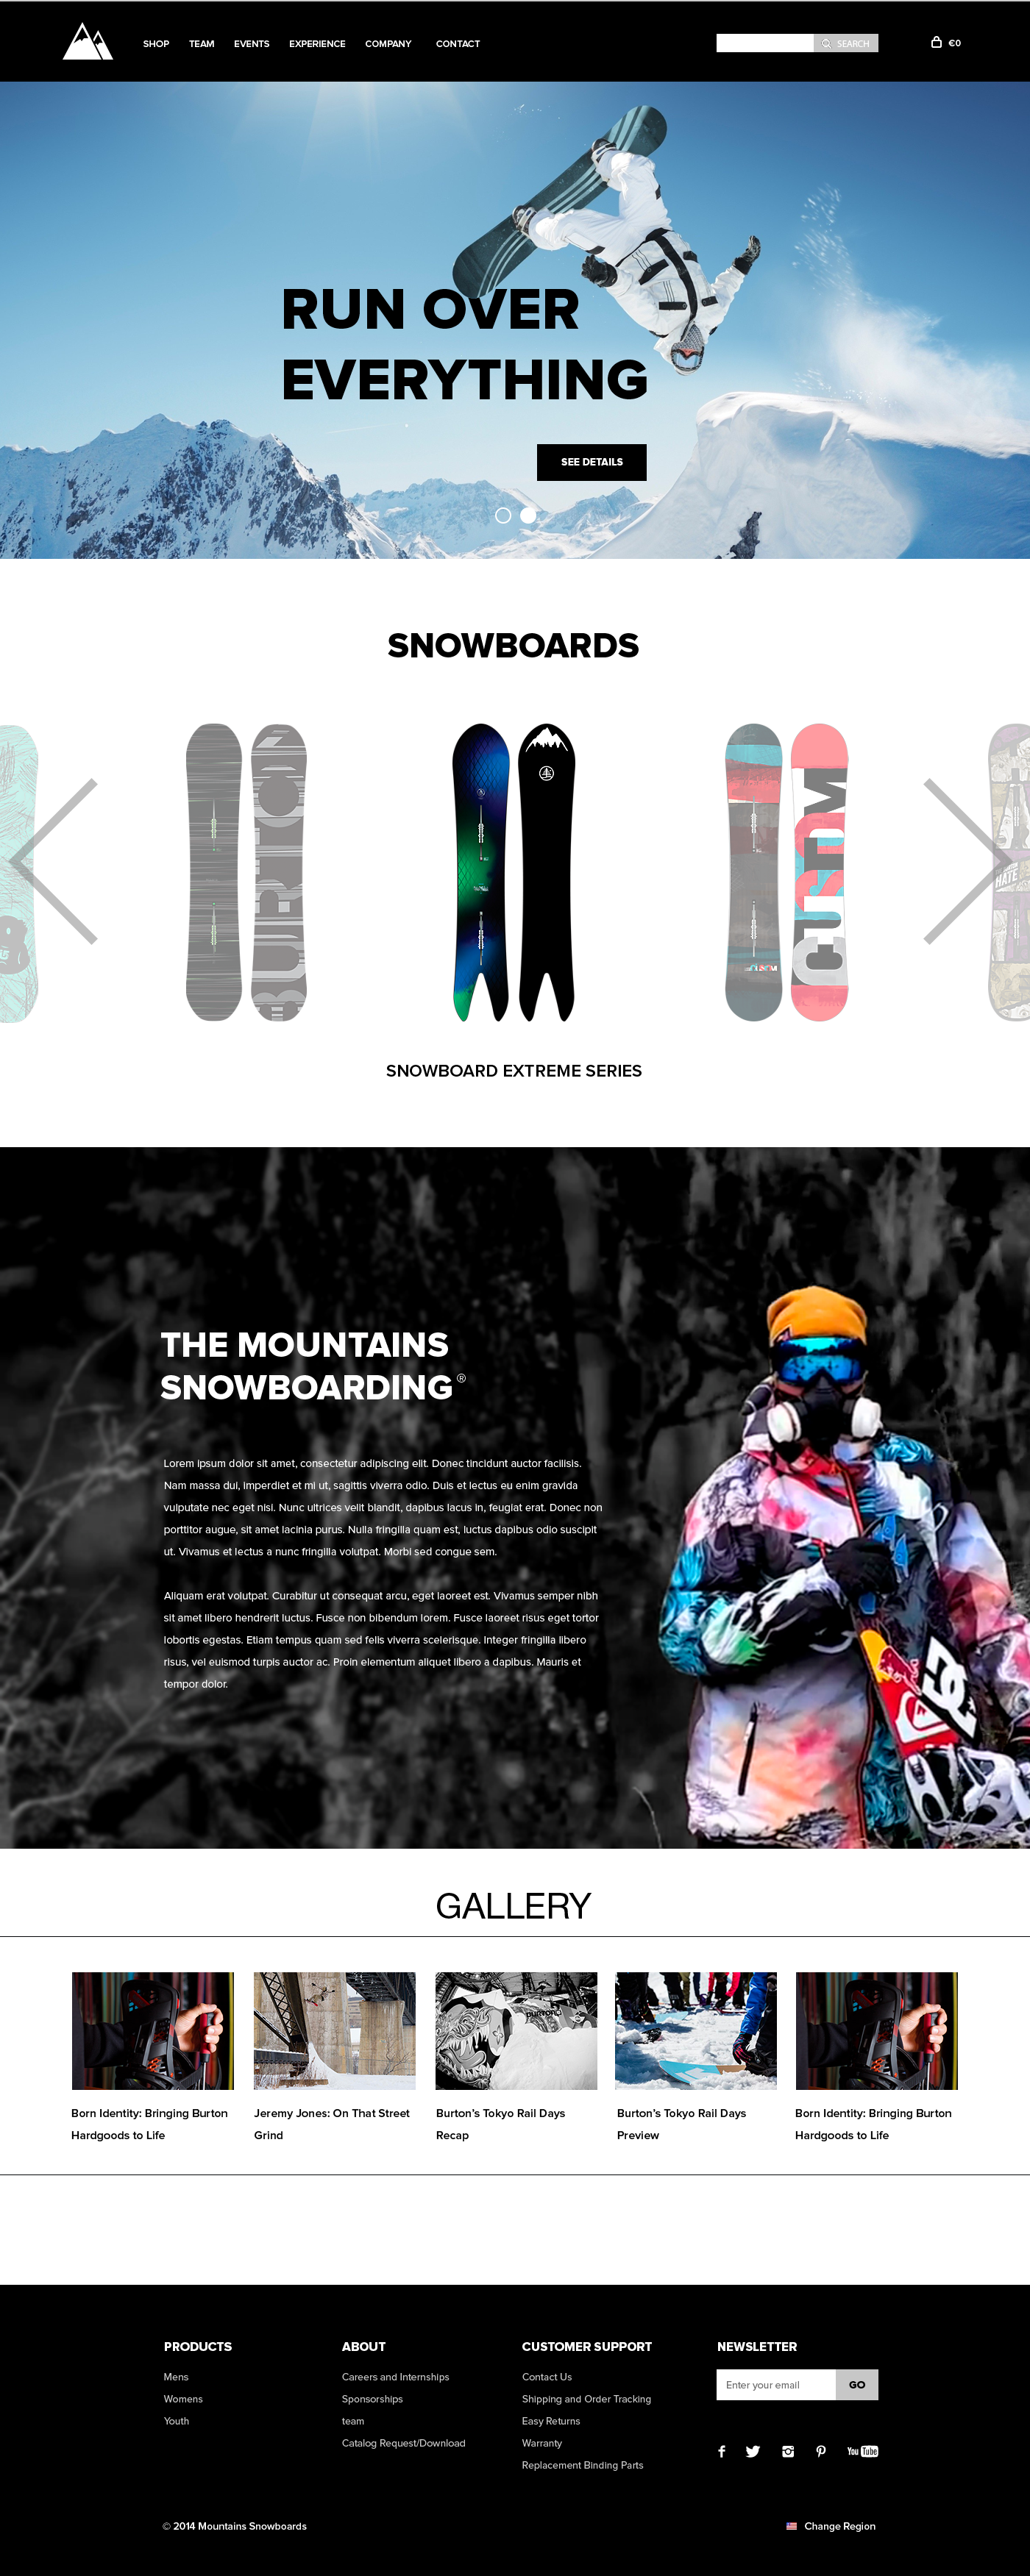 SHOP TEAM EVENTS EXPERIENCE COMPANY CONTACT SEARCH €0
RUN OVER
EVERYTHING
SEE DETAILS
SNOWBOARDS
CUSTOM
HATE
SNOWBOARD EXTREME SERIES
THE MOUNTAINS
SNOWBOARDING ®
Lorem ipsum dolor sit amet, consectetur adipiscing elit. Donec tincidunt auctor facilisis.
Nam massa dui, imperdiet et mi ut, sagittis viverra odio. Duis et lectus eu enim gravida
vulputate nec eget nisi. Nunc ultrices velit blandit, dapibus lacus in, feugiat erat. Donec non
porttitor augue, sit amet lacinia purus. Nulla fringilla quam est, luctus dapibus odio suscipit
ut. Vivamus et lectus a nunc fringilla volutpat. Morbi sed congue sem.
Aliquam erat volutpat. Curabitur ut consequat arcu, eget laoreet est. Vivamus semper nibh
sit amet libero hendrerit luctus. Fusce non bibendum lorem. Fusce laoreet risus eget tortor
lobortis egestas. Etiam tempus quam sed felis viverra scelerisque. Integer fringilla libero
risus, vel euismod turpis auctor ac. Proin elementum aliquet libero a dapibus. Mauris et
tempor dolor.
GALLERY
BURTON
Born Identity: Bringing Burton
Hardgoods to Life
Jeremy Jones: On That Street
Grind
Burton's Tokyo Rail Days
Recap
Burton's Tokyo Rail Days
Preview
Born Identity: Bringing Burton
Hardgoods to Life
PRODUCTS
Mens
Womens
Youth
ABOUT
Careers and Internships
Sponsorships
team
Catalog Request/Download
CUSTOMER SUPPORT
Contact Us
Shipping and Order Tracking
Easy Returns
Warranty
Replacement Binding Parts
NEWSLETTER
Enter your email GO
You Tube
© 2014 Mountains Snowboards
Change Region